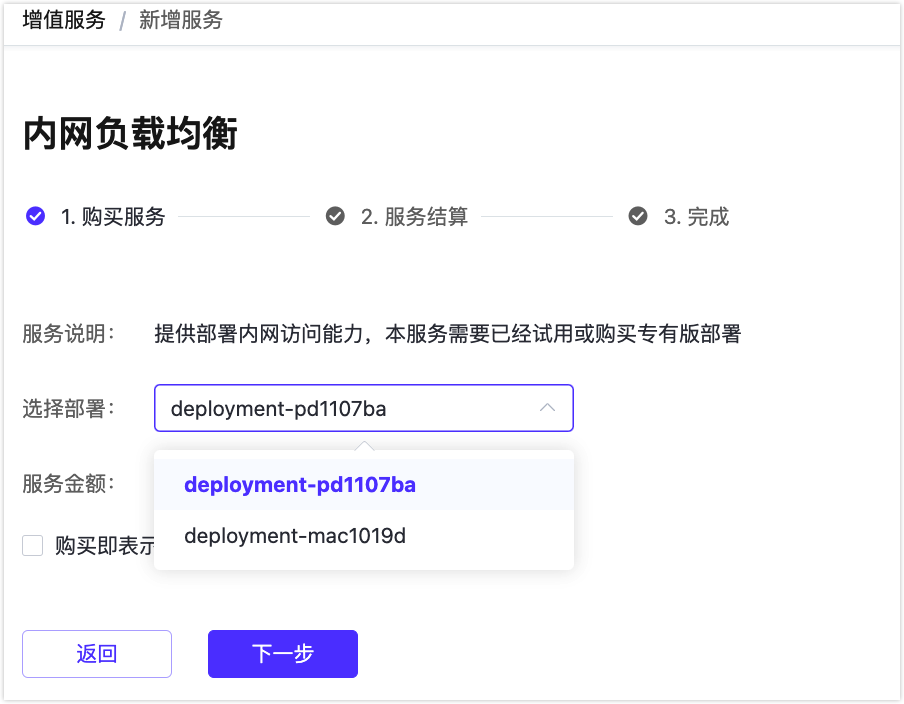 增值服务 / 新增服务
内网负载均衡
1. 购买服务 2. 服务结算 3. 完成
服务说明： 提供部署内网访问能力，本服务需要已经试用或购买专有版部署
选择部署： deployment-pd1107ba
服务金额： deployment-pd1107ba
deployment-mac1019d
购买即表示
返回 下一步